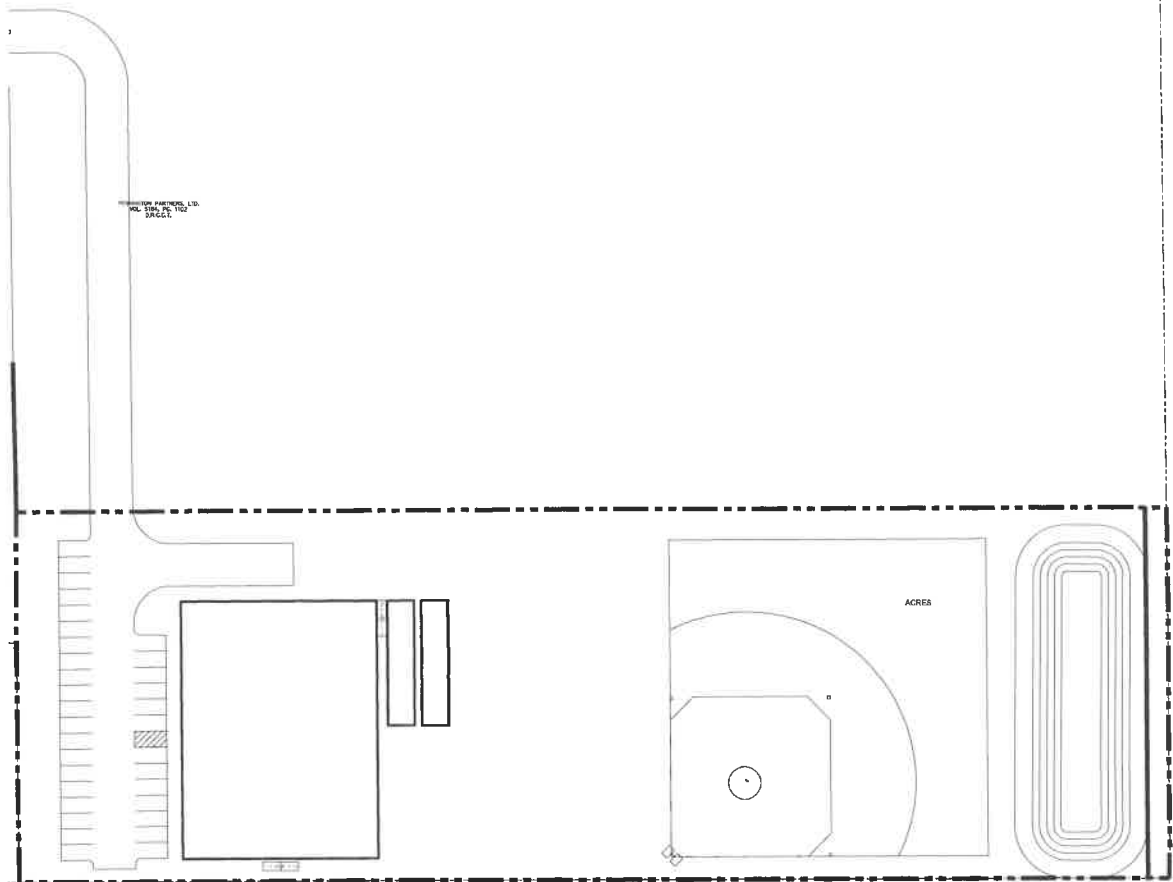 PARTNERS, LTD.
VOL. 5184, PG. 1102
D.R.C.C.T.
ACRES